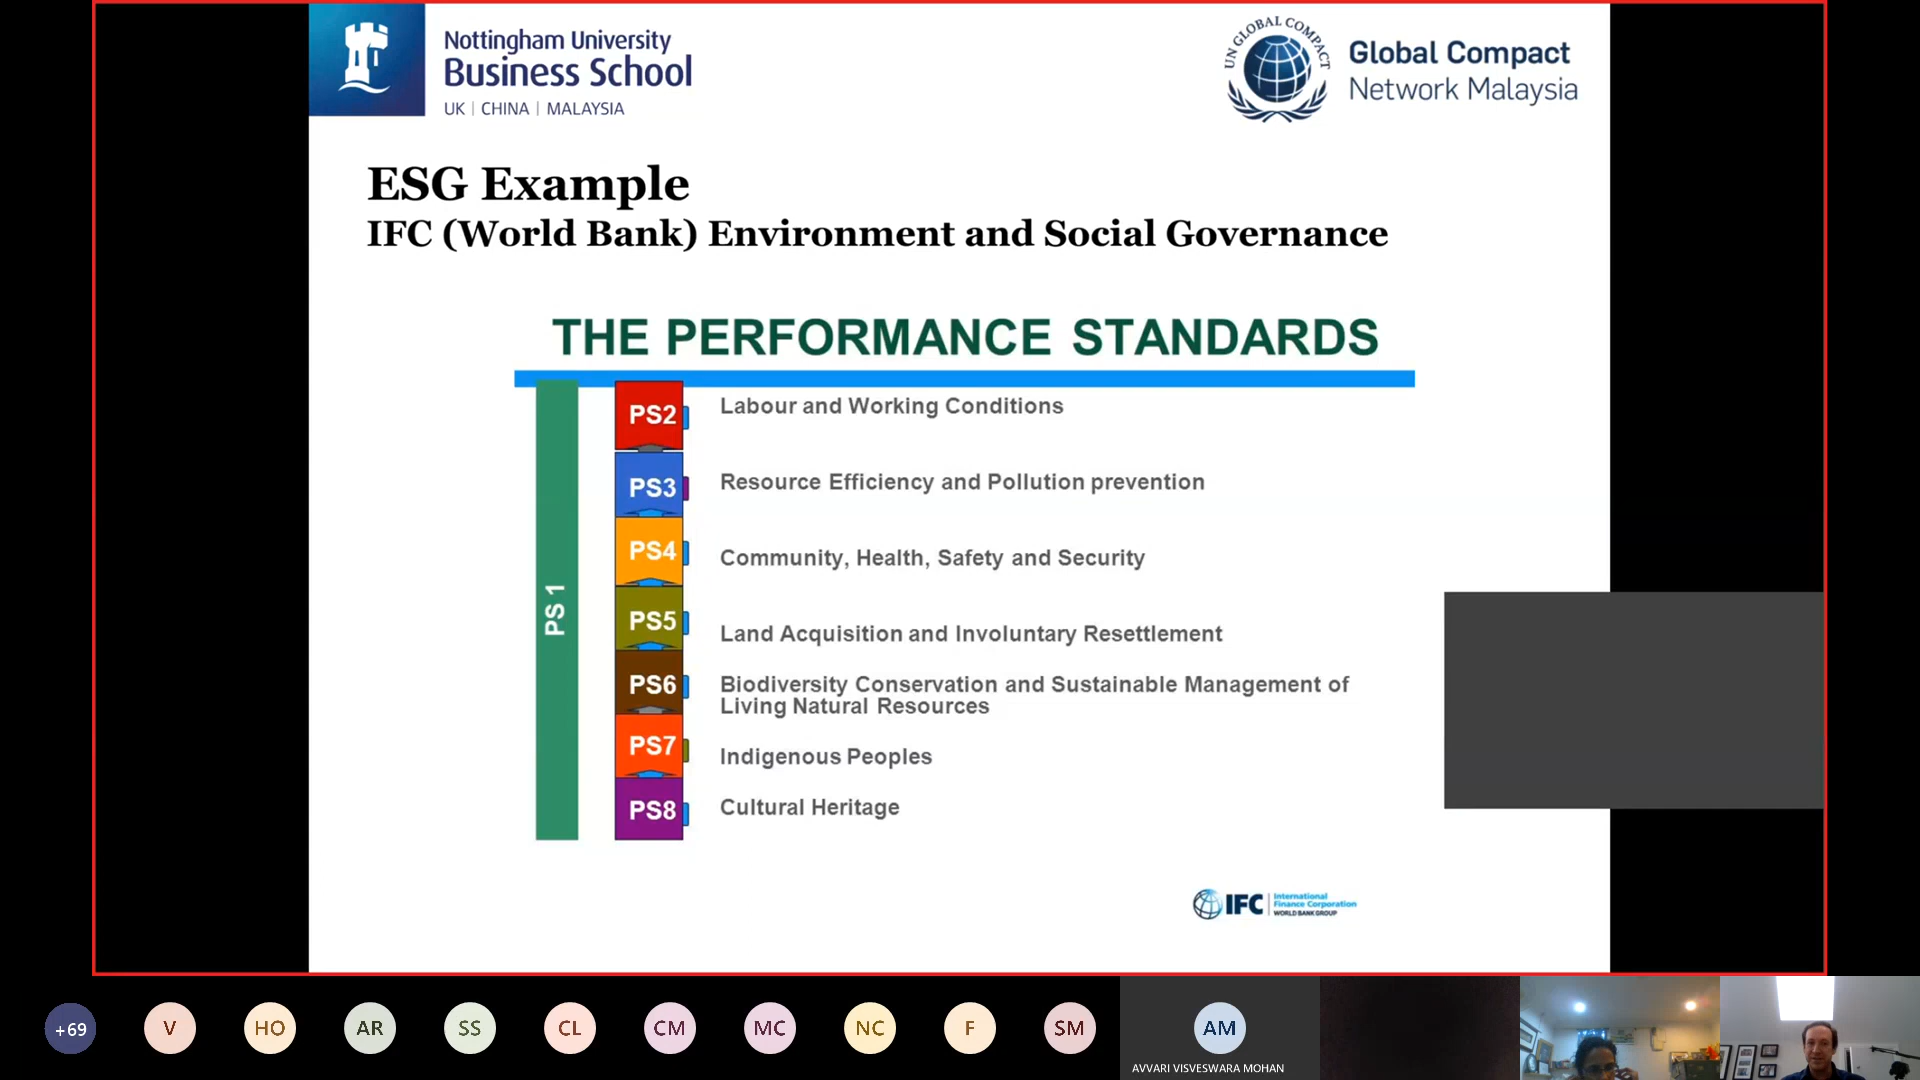 Nottingham University
Business School
UK | CHINA | MALAYSIA
UN GLOBAL COMPACT
Global Compact
Network Malaysia
ESG Example
IFC (World Bank) Environment and Social Governance
THE PERFORMANCE STANDARDS
PS 1
PS2 Labour and Working Conditions
PS3 Resource Efficiency and Pollution prevention
PS4 Community, Health, Safety and Security
PS5 Land Acquisition and Involuntary Resettlement
PS6 Biodiversity Conservation and Sustainable Management of
Living Natural Resources
PS7 Indigenous Peoples
PS8 Cultural Heritage
IFC
International
Finance Corporation
WORLD BANK GROUP
+69 V HO AR SS CL CM MC NC F SM AM
AVVARI VISVESWARA MOHAN